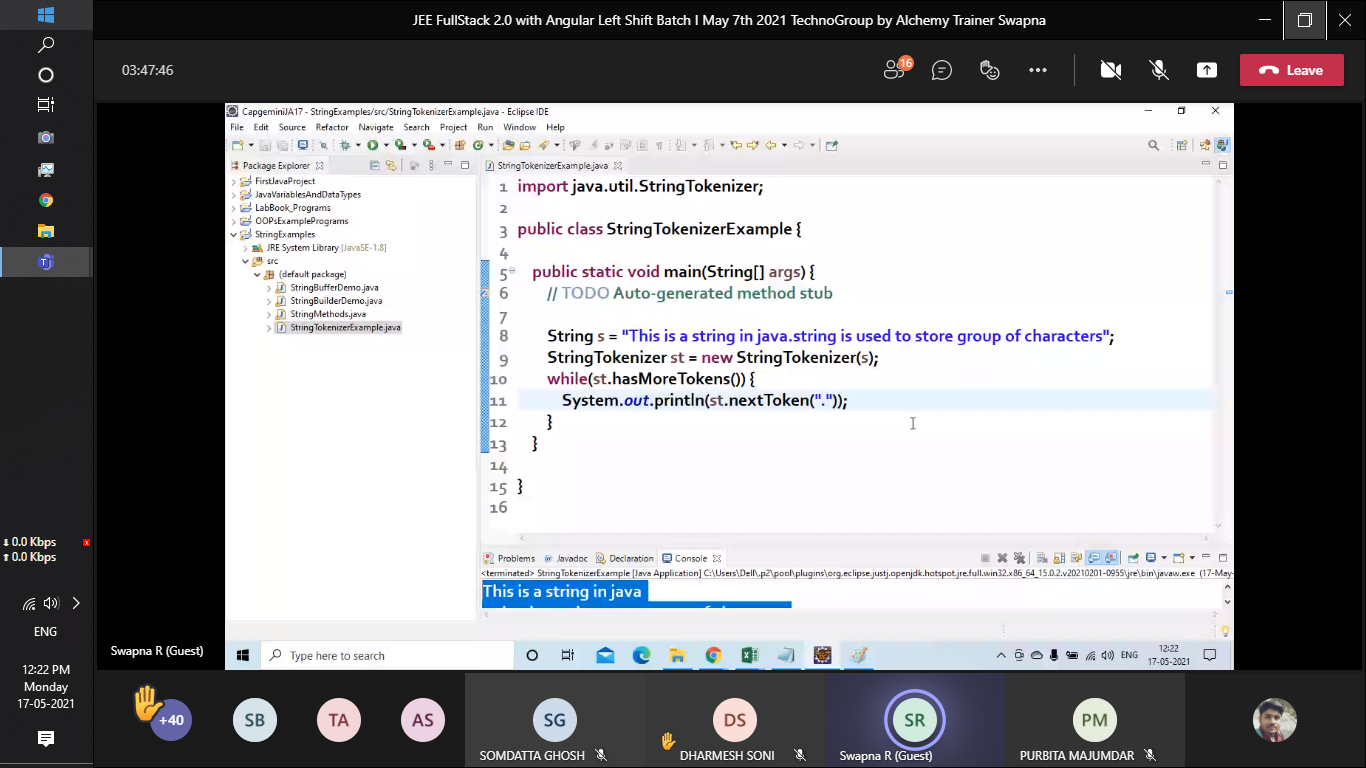 JEE FullStack 2.0 with Angular Left Shift Batch I May 7th 2021 TechnoGroup by Alchemy Trainer Swapna
03:47:46
16
Leave
CapgeminiJA17 - StringExamples/src/StringTokenizerExample.java - Eclipse IDE
File Edit Source Refactor Navigate Search Project Run Window Help
Package Explorer
FirstJavaProject
JavaVariablesAndDataTypes
LabBook_Programs
OOPsExamplePrograms
StringExamples
JRE System Library [JavaSE-1.8]
src
(default package)
StringBufferDemo.java
StringBuilderDemo.java
StringMethods.java
StringTokenizerExample.java
StringTokenizerExample.java
1 import java.util.StringTokenizer;
2
3 public class StringTokenizerExample {
4
5 public static void main(String[] args) {
6 // TODO Auto-generated method stub
7
8 String s = "This is a string in java.string is used to store group of characters";
9 StringTokenizer st = new StringTokenizer(s);
10 while(st.hasMoreTokens()) {
11 System.out.println(st.nextToken("."));
12 }
13 }
14
15 }
16
Problems Javadoc Declaration Console
<terminated> StringTokenizerExample [Java Application] C:\Users\Dell\.p2\pool\plugins\org.eclipse.justj.openjdk.hotspot.jre.full.win32.x86_64_15.0.2.v20210201-0955\jre\bin\javaw.exe (17-May-
This is a string in java
Type here to search
ENG
12:22
17-05-2021
Swapna R (Guest)
0.0 Kbps
0.0 Kbps
ENG
12:22 PM
Monday
17-05-2021
+40
SB
TA
AS
SG
SOMDATTA GHOSH
DS
DHARMESH SONI
SR
Swapna R (Guest)
PM
PURBITA MAJUMDAR